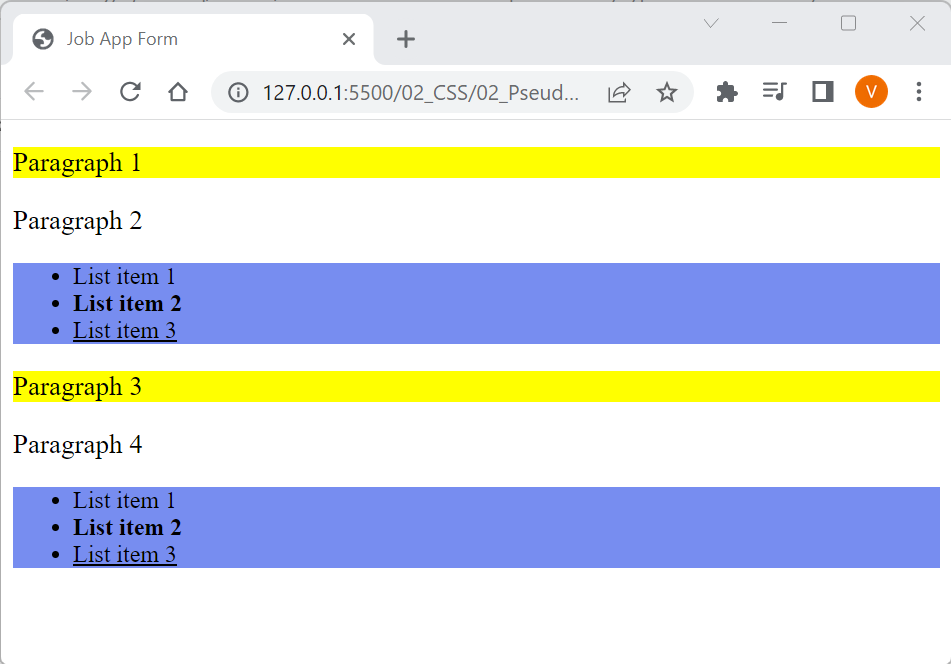 Job App Form
127.0.0.1:5500/02_CSS/02_Pseud...
V
Paragraph 1
Paragraph 2
List item 1
List item 2
List item 3
Paragraph 3
Paragraph 4
List item 1
List item 2
List item 3